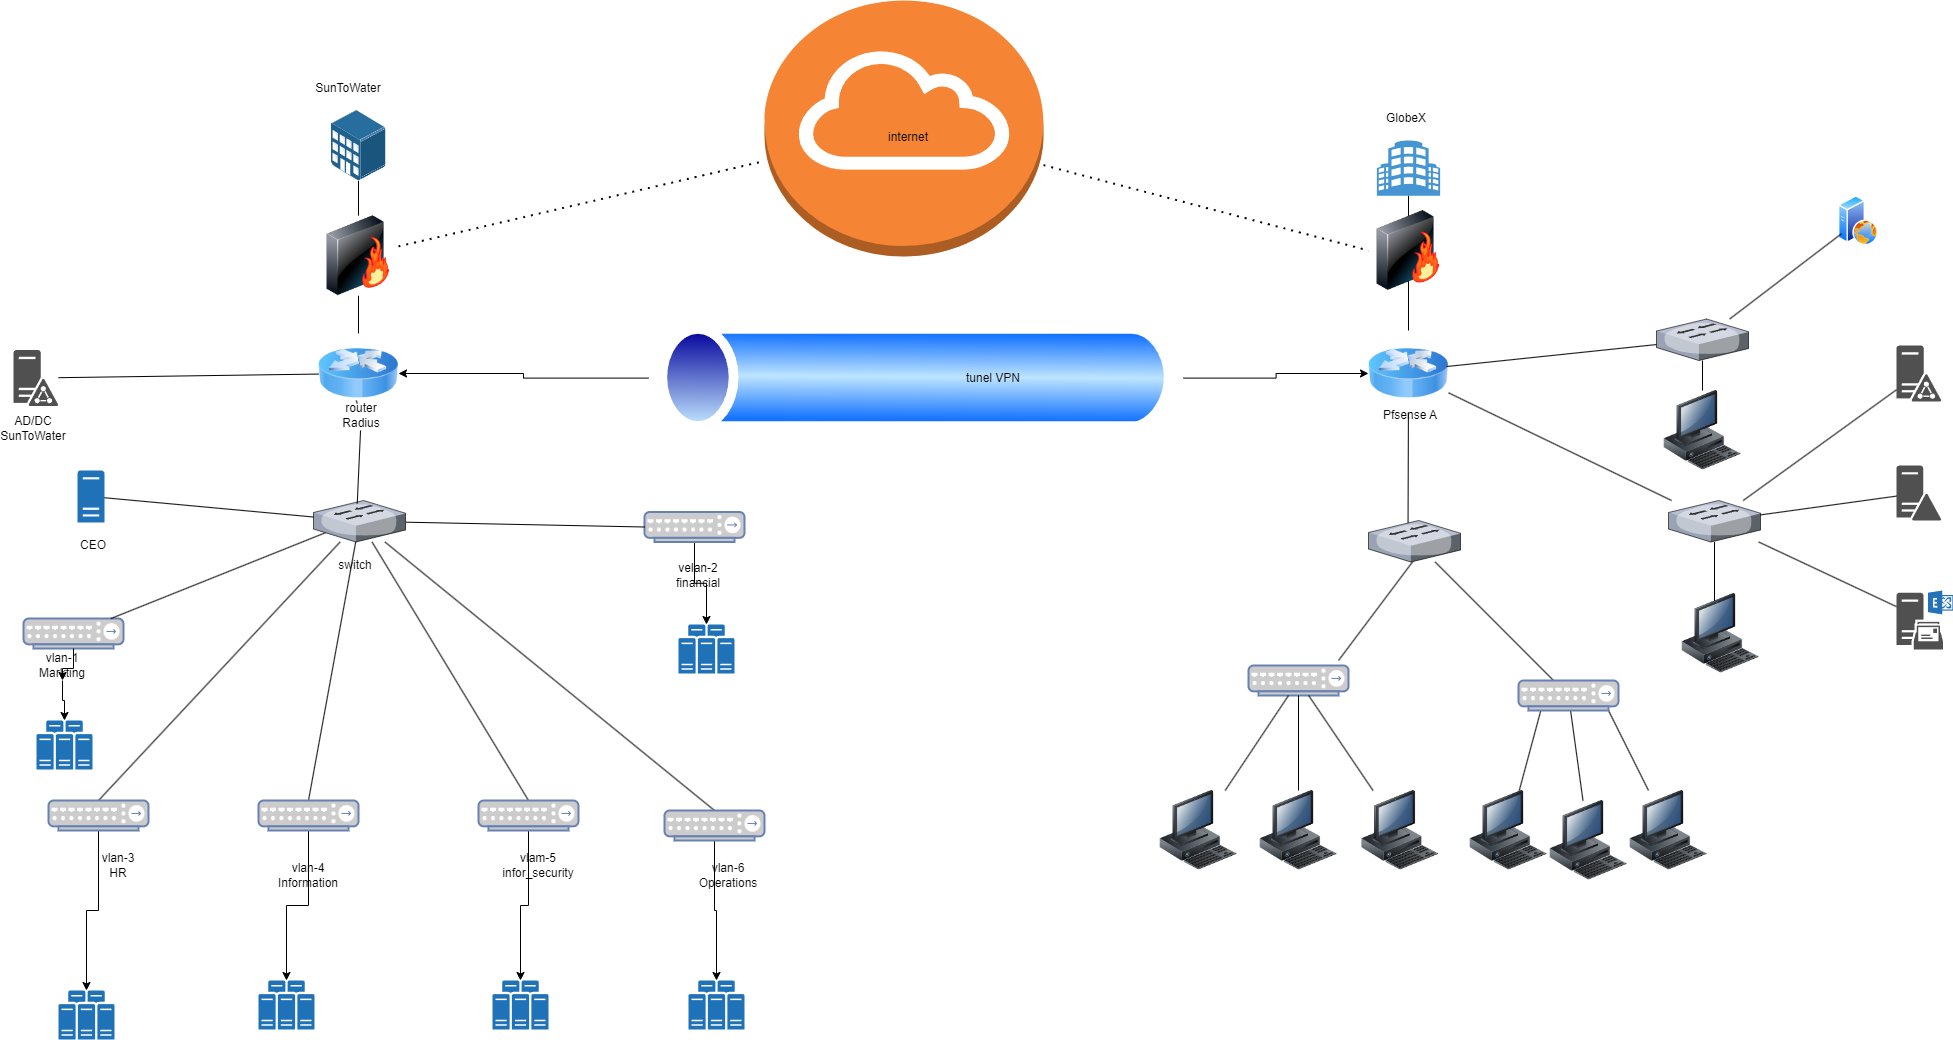 SunToWater
internet
GlobeX
tunel VPN
AD/DC
SunToWater
router
Radius
Pfsense A
CEO
switch
velan-2
financial
vlan-1
vlan-3
HR
vlan-4
Information
vlam-5
infor_security
vlan-6
Operations
E